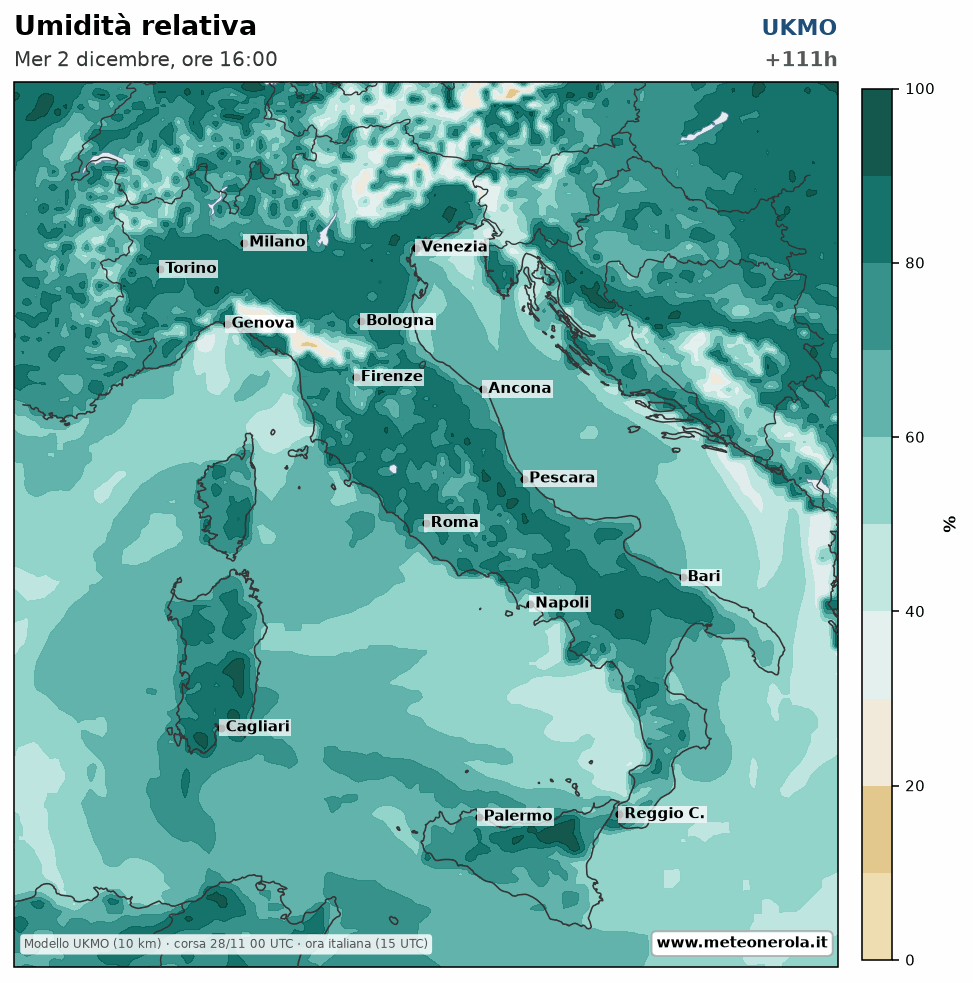 Umidità relativa
UKMO
Mer 2 dicembre, ore 16:00
+111h
100
80
60
40
20
0
%
Milano
Venezia
Torino
Genova
Bologna
Firenze
Ancona
Pescara
Roma
Bari
Napoli
Cagliari
Palermo
Reggio C.
Modello UKMO (10 km) · corsa 28/11 00 UTC · ora italiana (15 UTC)
www.meteonerola.it